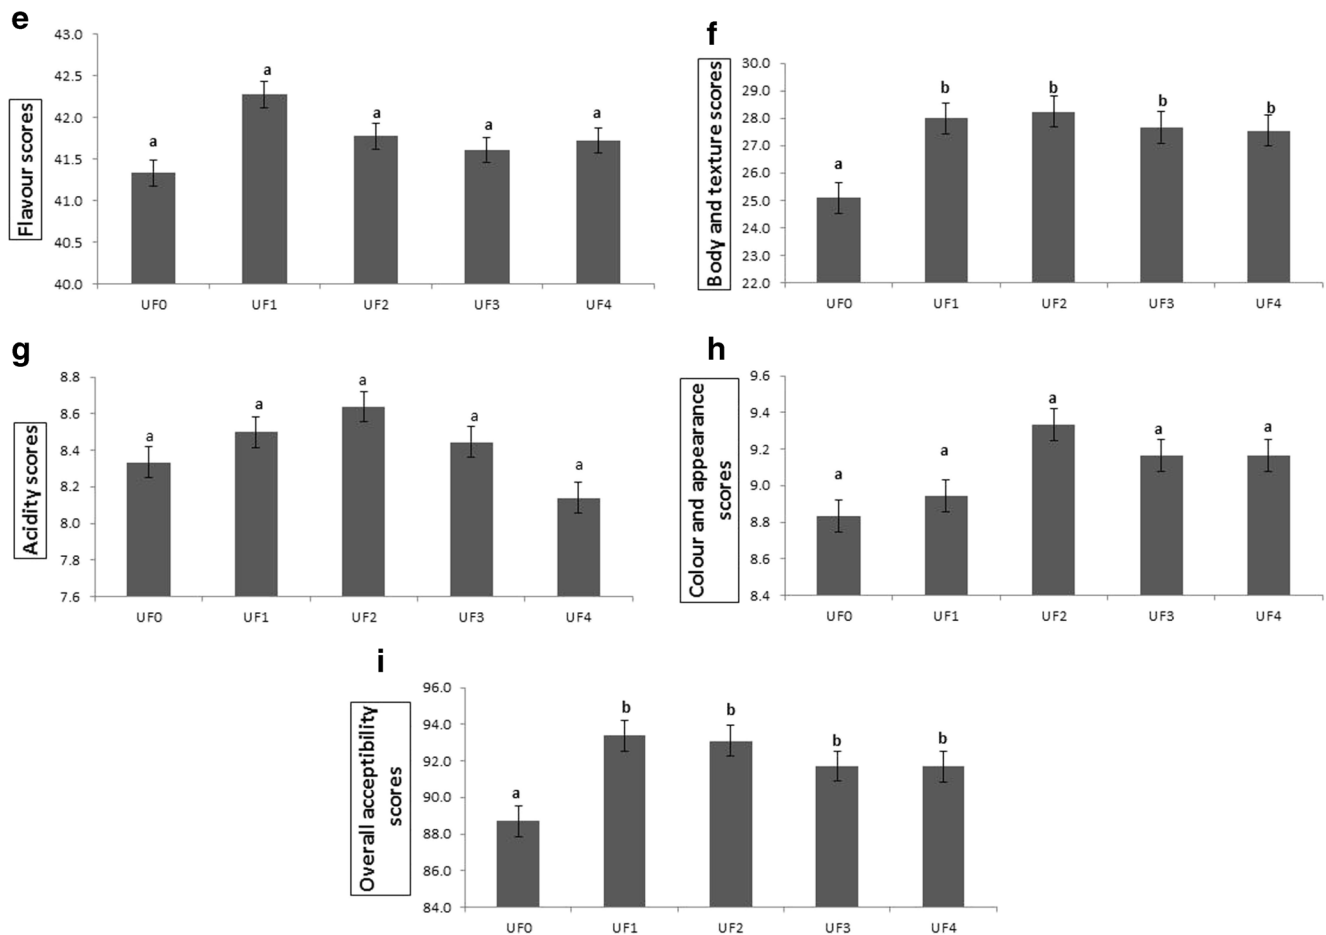 e
Flavour scores
43.0
42.5
42.0
41.5
41.0
40.5
40.0
a
a
a
a
a
UF0 UF1 UF2 UF3 UF4
f
Body and texture scores
30.0
29.0
28.0
27.0
26.0
25.0
24.0
23.0
22.0
a
b
b
b
b
UF0 UF1 UF2 UF3 UF4
g
Acidity scores
8.8
8.6
8.4
8.2
8.0
7.8
7.6
a
a
a
a
a
UF0 UF1 UF2 UF3 UF4
h
Colour and appearance
scores
9.6
9.4
9.2
9.0
8.8
8.6
8.4
a
a
a
a
a
UF0 UF1 UF2 UF3 UF4
i
Overall acceptibility
scores
96.0
94.0
92.0
90.0
88.0
86.0
84.0
a
b
b
b
b
UF0 UF1 UF2 UF3 UF4